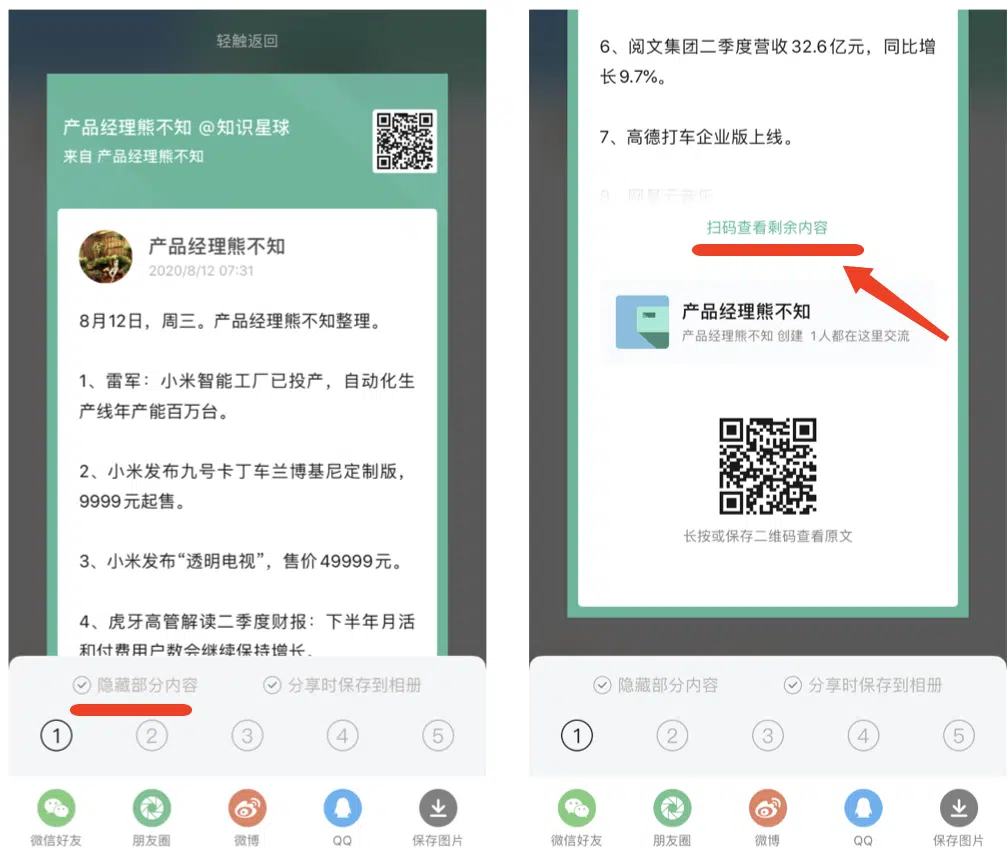 轻触返回
产品经理熊不知 @知识星球
来自 产品经理熊不知
产品经理熊不知
2020/8/12 07:31
8月12日，周三。产品经理熊不知整理。
1、雷军：小米智能工厂已投产，自动化生
产线年产能百万台。
2、小米发布九号卡丁车兰博基尼定制版，
9999元起售。
3、小米发布“透明电视”，售价49999元。
4、虎牙高管解读二季度财报：下半年月活
和付费用户数会继续保持增长。
隐藏部分内容
分享时保存到相册
1 2 3 4 5
微信好友 朋友圈 微博 QQ 保存图片
6、阅文集团二季度营收32.6亿元，同比增
长9.7%。
7、高德打车企业版上线。
扫码查看剩余内容
产品经理熊不知
产品经理熊不知 创建 1人都在这里交流
长按或保存二维码查看原文
隐藏部分内容
分享时保存到相册
1 2 3 4 5
微信好友 朋友圈 微博 QQ 保存图片